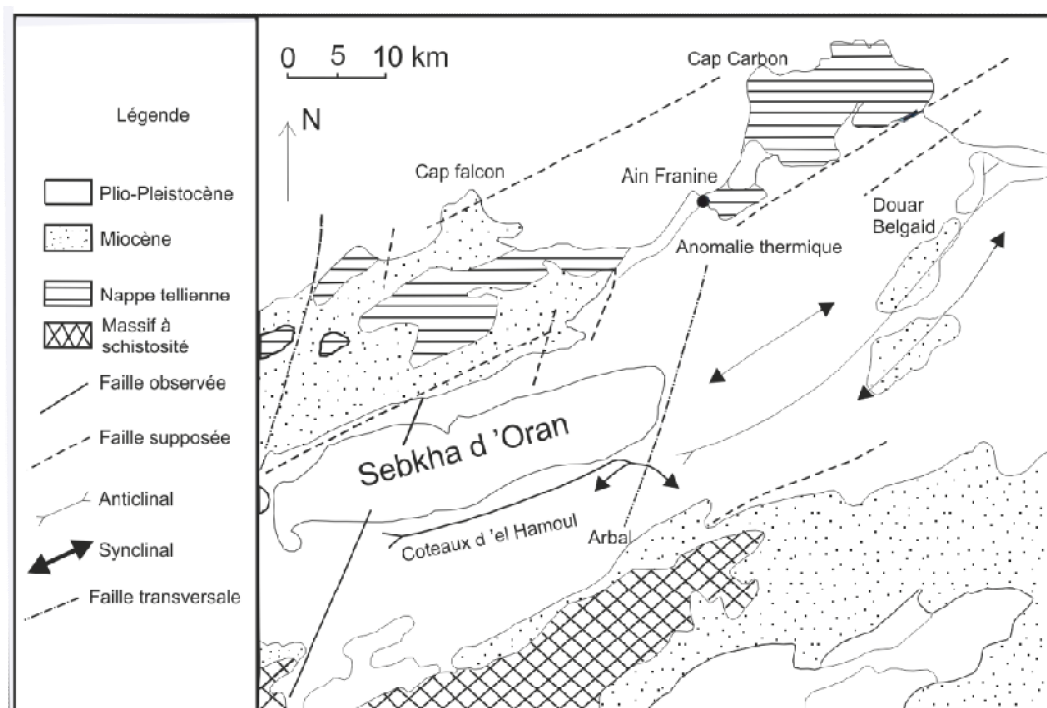 Légende
Plio-Pleistocène
Miocène
Nappe tellienne
Massif à
schistosité
Faille observée
Faille supposée
Anticlinal
Synclinal
Faille transversale
0 5 10 km
N
Cap Carbon
Cap falcon
Ain Franine
Anomalie thermique
Douar
Belgaid
Sebkha d 'Oran
Coteaux d 'el Hamoul
Arbal